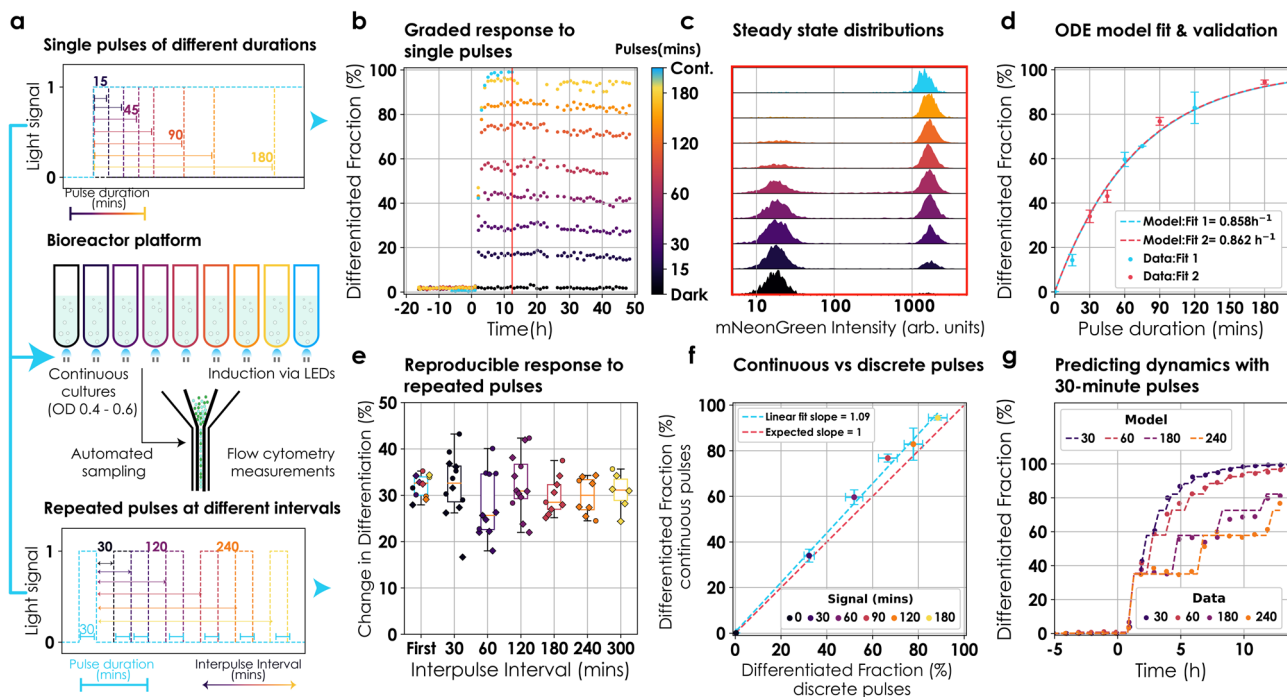 a
Single pulses of different durations
Light signal
1
0
15
45
90
180
Pulse duration
(mins)
Bioreactor platform
Continuous
cultures
(OD 0.4 - 0.6)
Induction via LEDs
Automated
sampling
Flow cytometry
measurements
Repeated pulses at different intervals
Light signal
1
0
30
120
240
30
Pulse duration
(mins)
Interpulse Interval
(mins)
b
Graded response to
single pulses
Pulses(mins)
Cont.
180
120
60
30
15
Dark
Differentiated Fraction (%)
100
80
60
40
20
0
-20 -10 0 10 20 30 40 50
Time(h)
c
Steady state distributions
10 100 1000
mNeonGreen Intensity (arb. units)
d
ODE model fit & validation
Differentiated Fraction (%)
100
80
60
40
20
0
Model:Fit 1= 0.858h⁻¹
Model:Fit 2= 0.862 h⁻¹
Data:Fit 1
Data:Fit 2
0 30 60 90 120 150 180
Pulse duration (mins)
e
Reproducible response to
repeated pulses
Change in Differentiation (%)
50
40
30
20
10
0
First 30 60 120 180 240 300
Interpulse Interval (mins)
f
Continuous vs discrete pulses
Differentiated Fraction (%)
continuous pulses
100
80
60
40
20
0
Linear fit slope = 1.09
Expected slope = 1
Signal (mins)
0 30 60 90 120 180
0 20 40 60 80 100
Differentiated Fraction (%)
discrete pulses
g
Predicting dynamics with
30-minute pulses
Model
30 60 180 240
Differentiated Fraction (%)
100
80
60
40
20
0
Data
30 60 180 240
-5 0 5 10
Time (h)